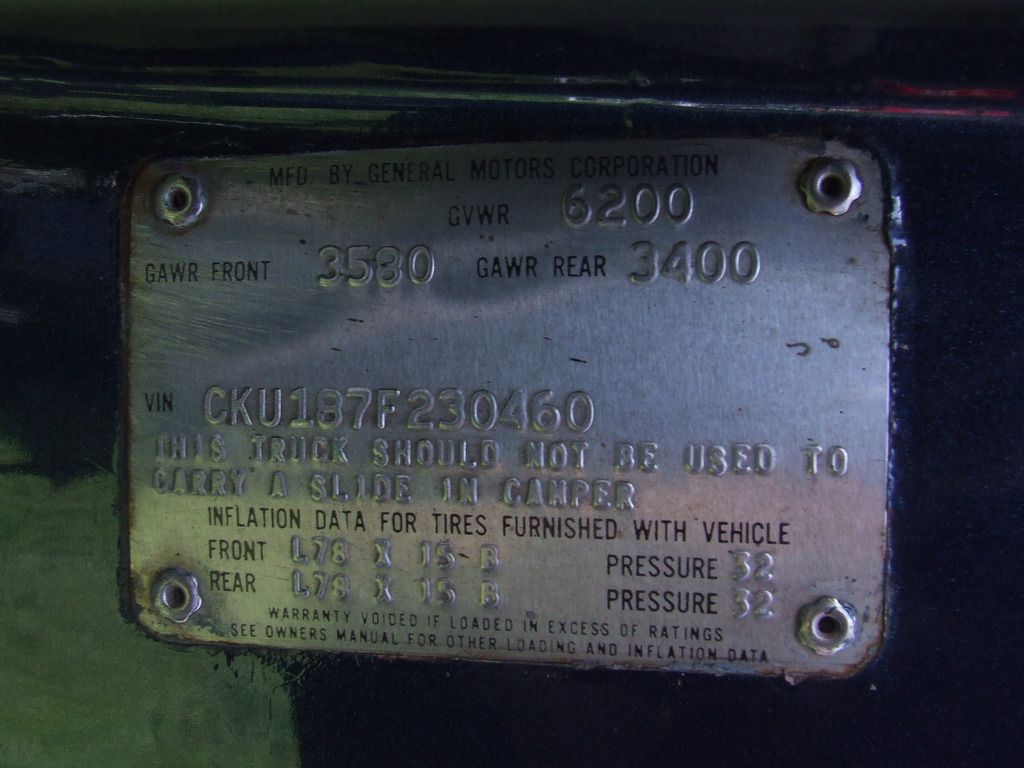 MFD. BY GENERAL MOTORS CORPORATION
GVWR 6200
GAWR FRONT 3580 GAWR REAR 3400
VIN CKU187F230460
THIS TRUCK SHOULD NOT BE USED TO
CARRY A SLIDE IN CAMPER
INFLATION DATA FOR TIRES FURNISHED WITH VEHICLE
FRONT L78 X 15 B PRESSURE 32
REAR L78 X 15 B PRESSURE 32
WARRANTY VOIDED IF LOADED IN EXCESS OF RATINGS
SEE OWNERS MANUAL FOR OTHER LOADING AND INFLATION DATA